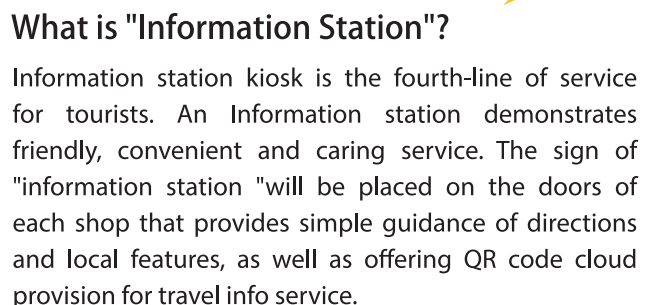 What is "Information Station"?
Information station kiosk is the fourth-line of service
for tourists. An Information station demonstrates
friendly, convenient and caring service. The sign of
"information station "will be placed on the doors of
each shop that provides simple guidance of directions
and local features, as well as offering QR code cloud
provision for travel info service.